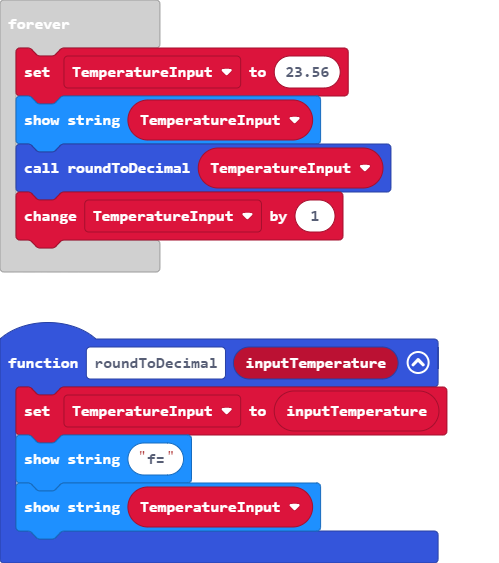 forever
set TemperatureInput to 23.56
show string TemperatureInput
call roundToDecimal TemperatureInput
change TemperatureInput by 1
function roundToDecimal inputTemperature
set TemperatureInput to inputTemperature
show string "f="
show string TemperatureInput